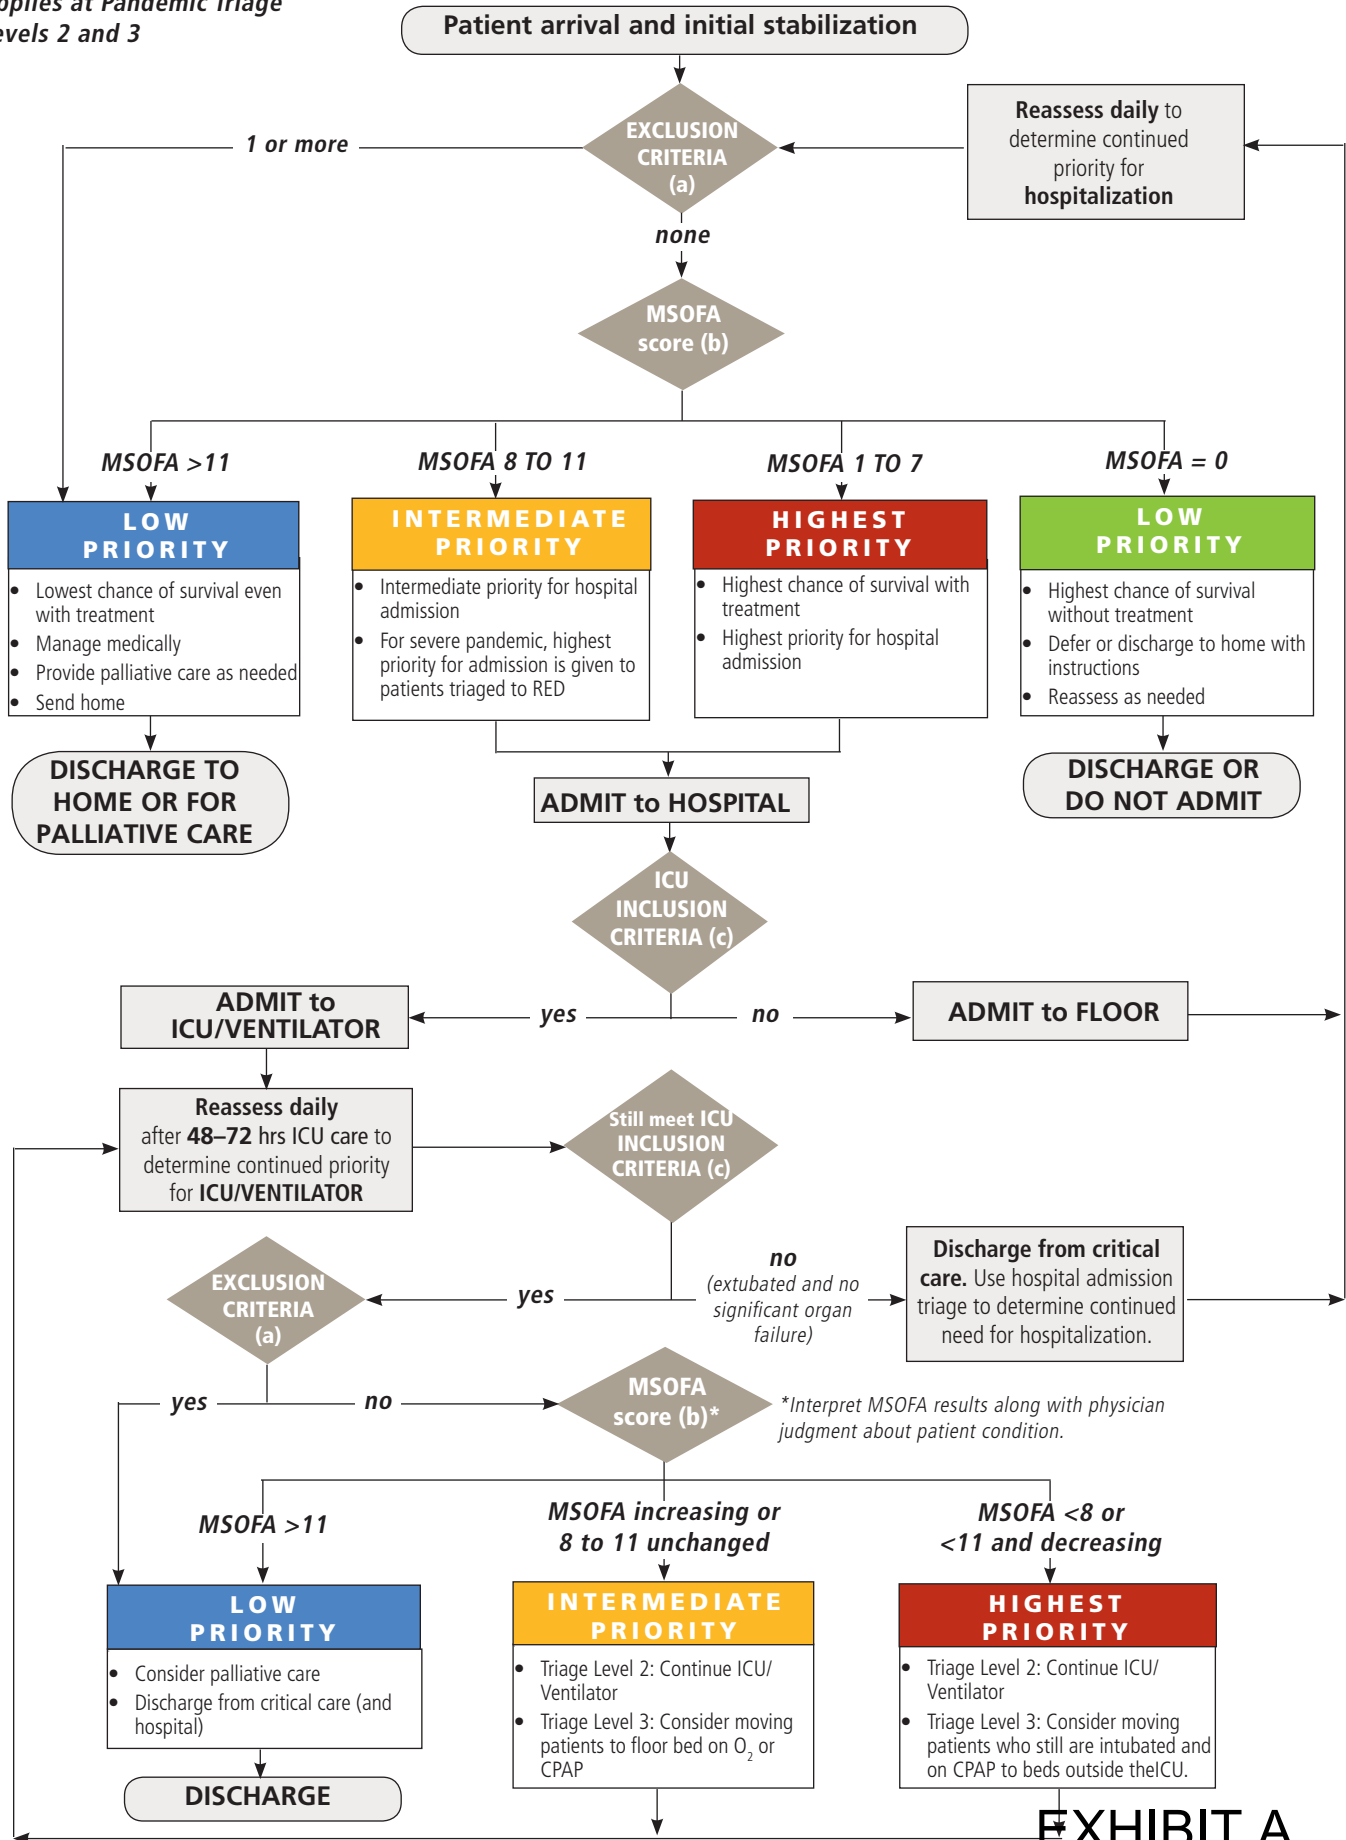 pplies at Pandemic Triage
evels 2 and 3
Patient arrival and initial stabilization
EXCLUSION
CRITERIA
(a)
Reassess daily to
determine continued
priority for
hospitalization
1 or more
none
MSOFA
score (b)
MSOFA >11
MSOFA 8 TO 11
MSOFA 1 TO 7
MSOFA = 0
LOW
PRIORITY
• Lowest chance of survival even
with treatment
• Manage medically
• Provide palliative care as needed
• Send home
INTERMEDIATE
PRIORITY
• Intermediate priority for hospital
admission
• For severe pandemic, highest
priority for admission is given to
patients triaged to RED
HIGHEST
PRIORITY
• Highest chance of survival with
treatment
• Highest priority for hospital
admission
LOW
PRIORITY
• Highest chance of survival
without treatment
• Defer or discharge to home with
instructions
• Reassess as needed
DISCHARGE TO
HOME OR FOR
PALLIATIVE CARE
ADMIT to HOSPITAL
DISCHARGE OR
DO NOT ADMIT
ICU
INCLUSION
CRITERIA (c)
ADMIT to
ICU/VENTILATOR
yes
no
ADMIT to FLOOR
Reassess daily
after 48–72 hrs ICU care to
determine continued priority
for ICU/VENTILATOR
Still meet ICU
INCLUSION
CRITERIA (c)
EXCLUSION
CRITERIA
(a)
yes
no
(extubated and no
significant organ
failure)
Discharge from critical
care. Use hospital admission
triage to determine continued
need for hospitalization.
yes
no
MSOFA
score (b)*
*Interpret MSOFA results along with physician
judgment about patient condition.
MSOFA >11
MSOFA increasing or
8 to 11 unchanged
MSOFA <8 or
<11 and decreasing
LOW
PRIORITY
• Consider palliative care
• Discharge from critical care (and
hospital)
INTERMEDIATE
PRIORITY
• Triage Level 2: Continue ICU/
Ventilator
• Triage Level 3: Consider moving
patients to floor bed on O2 or
CPAP
HIGHEST
PRIORITY
• Triage Level 2: Continue ICU/
Ventilator
• Triage Level 3: Consider moving
patients who still are intubated and
on CPAP to beds outside theICU.
DISCHARGE
EXHIBIT A